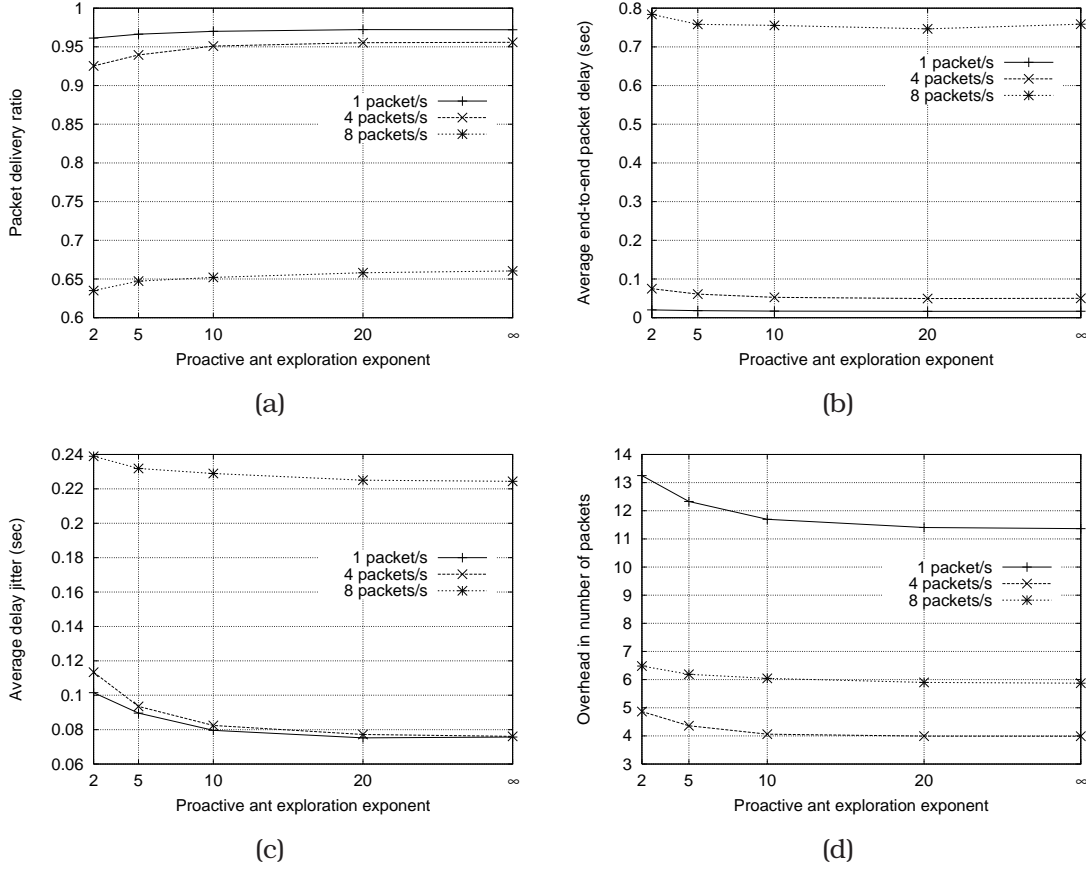 1
0.95
0.9
0.85
0.8
0.75
0.7
0.65
0.6
Packet delivery ratio
1 packet/s
4 packets/s
8 packets/s
2 5 10 20 ∞
Proactive ant exploration exponent
(a)
0.8
0.7
0.6
0.5
0.4
0.3
0.2
0.1
0
Average end-to-end packet delay (sec)
1 packet/s
4 packets/s
8 packets/s
2 5 10 20 ∞
Proactive ant exploration exponent
(b)
0.24
0.22
0.2
0.18
0.16
0.14
0.12
0.1
0.08
0.06
Average delay jitter (sec)
1 packet/s
4 packets/s
8 packets/s
2 5 10 20 ∞
Proactive ant exploration exponent
(c)
14
13
12
11
10
9
8
7
6
5
4
3
Overhead in number of packets
1 packet/s
4 packets/s
8 packets/s
2 5 10 20 ∞
Proactive ant exploration exponent
(d)